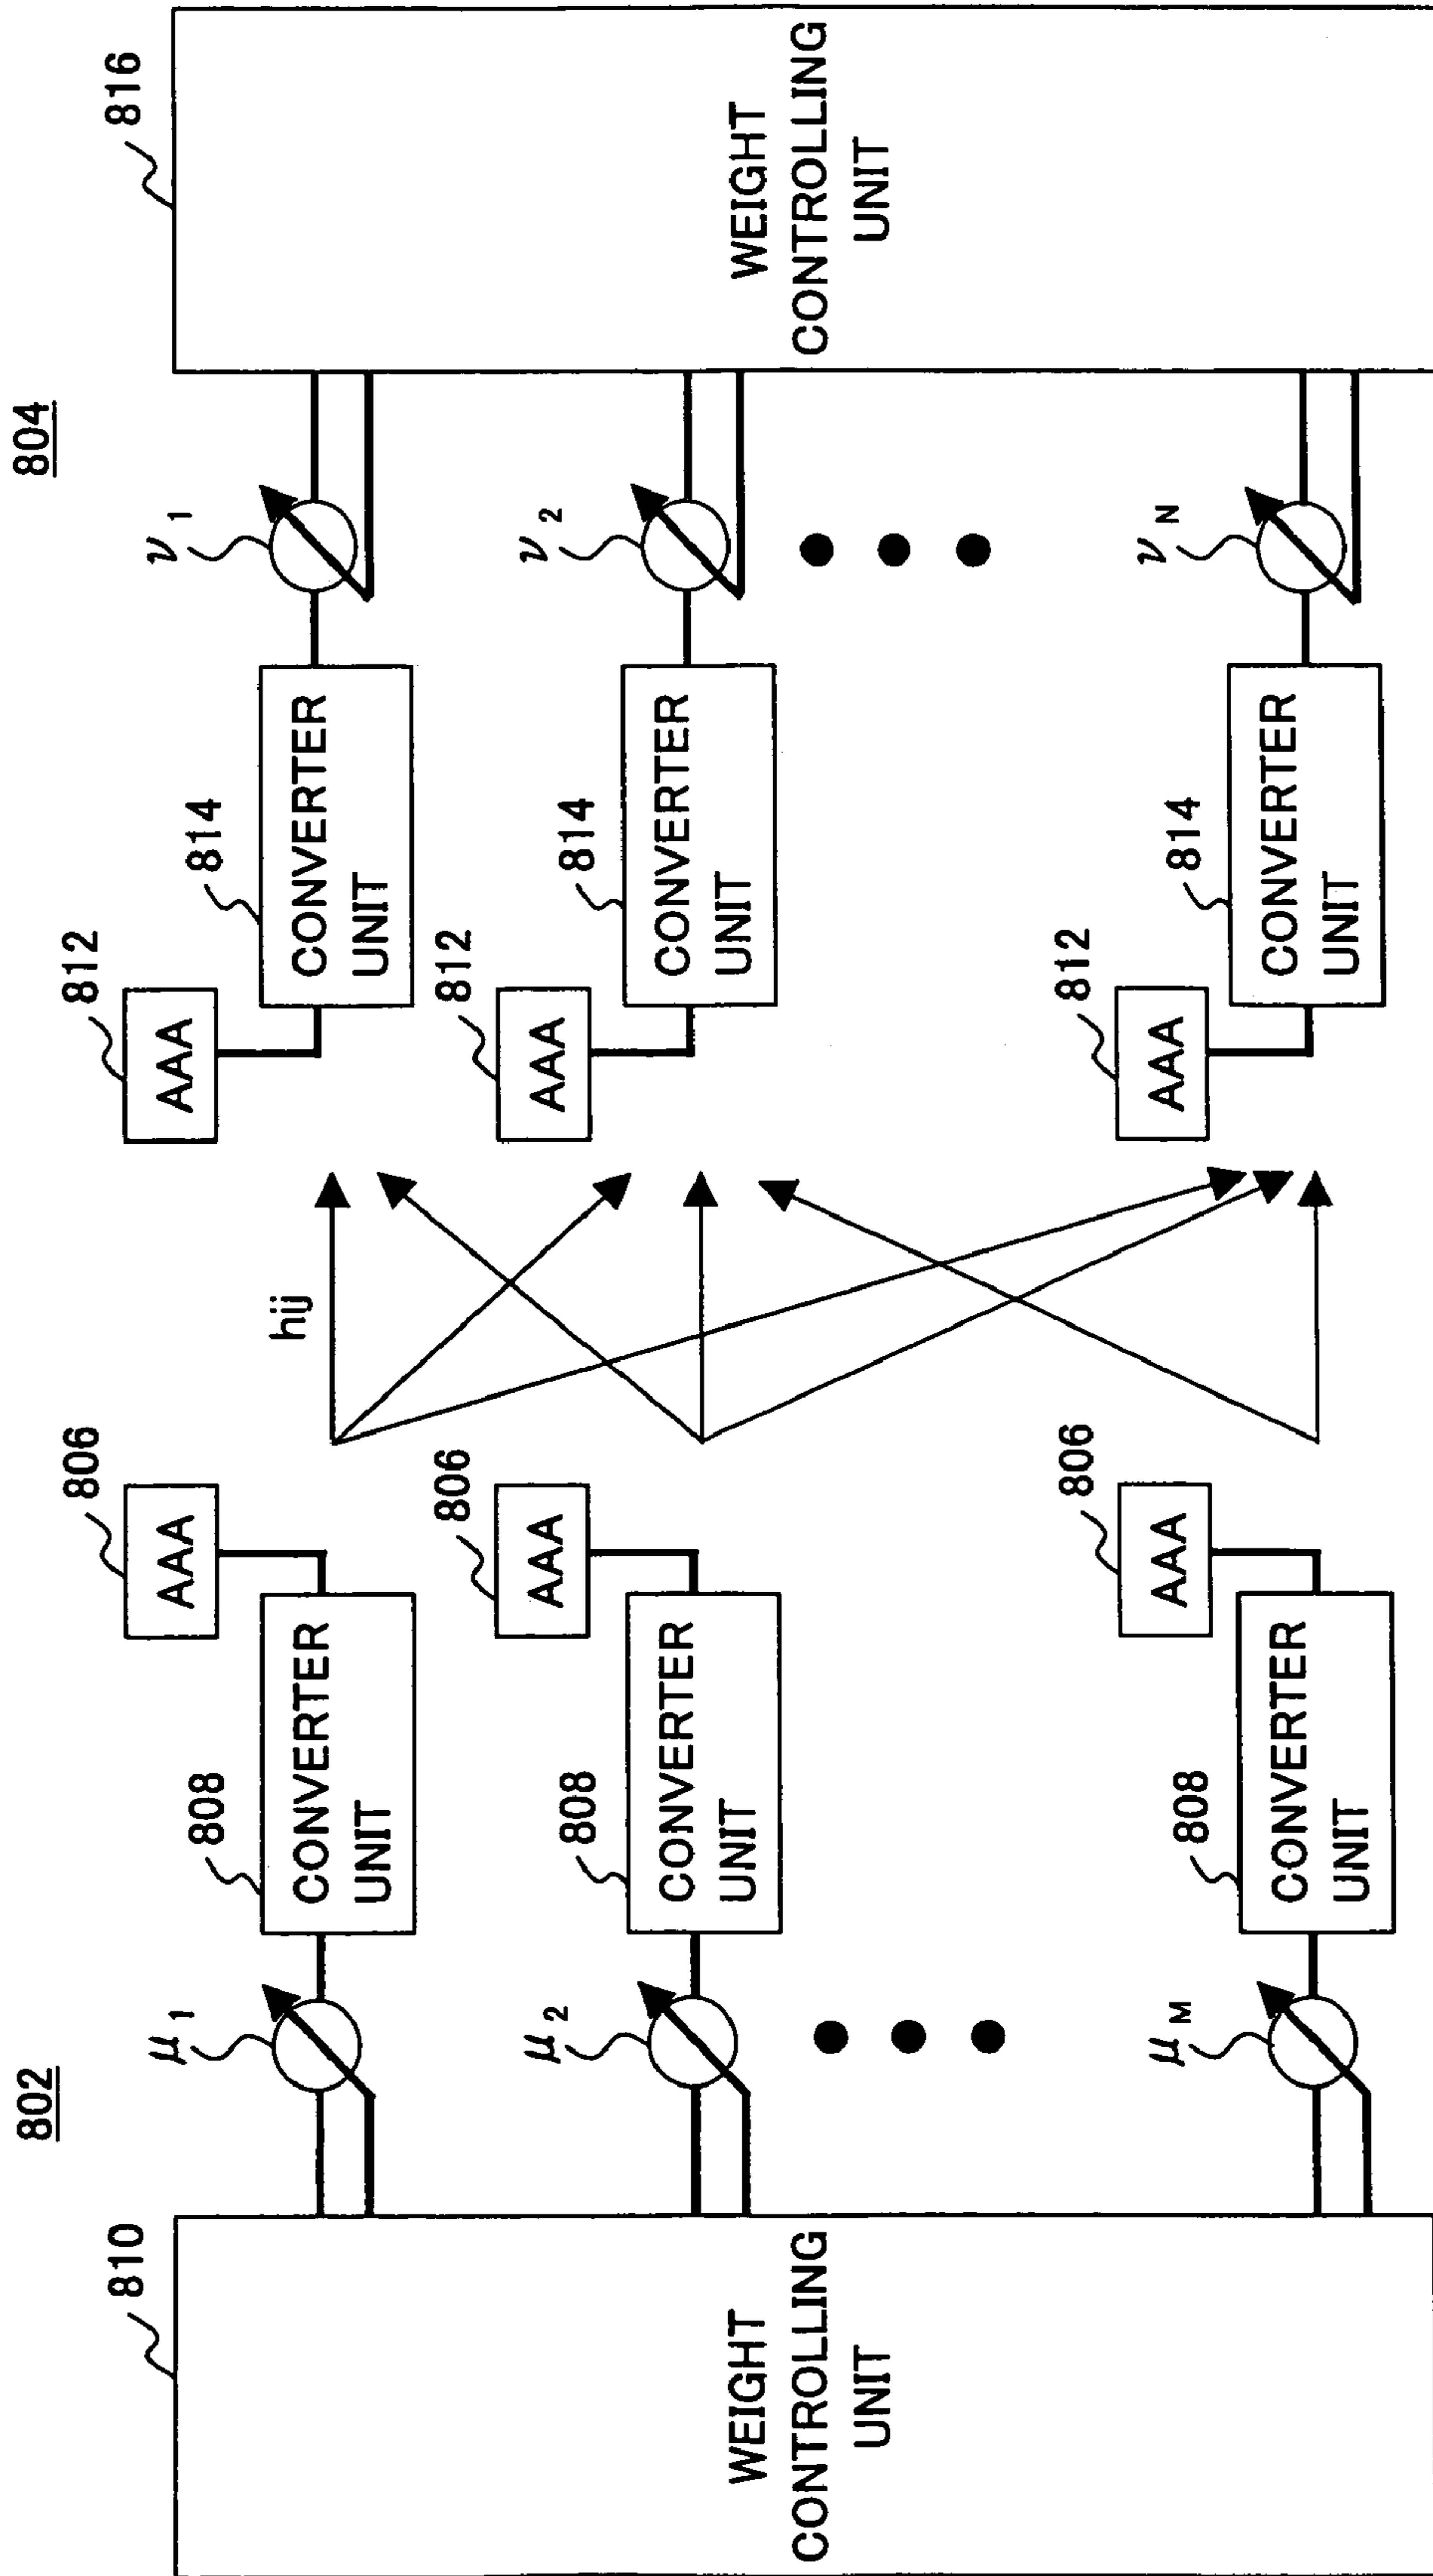 802
804
810
WEIGHT
CONTROLLING
UNIT
μ1
808
CONVERTER
UNIT
806
AAA
μ2
808
CONVERTER
UNIT
806
AAA
μM
808
CONVERTER
UNIT
806
AAA
hij
812
AAA
814
CONVERTER
UNIT
ν1
812
AAA
814
CONVERTER
UNIT
ν2
812
AAA
814
CONVERTER
UNIT
νN
816
WEIGHT
CONTROLLING
UNIT